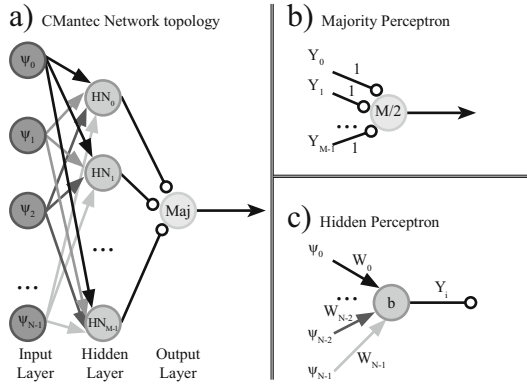 a) CMantec Network topology
ψ0
ψ1
ψ2
...
ψN-1
HN0
HN1
...
HNM-1
Maj
Input Layer
Hidden Layer
Output Layer
b) Majority Perceptron
Y0
1
Y1
1
...
YM-1
1
M/2
c) Hidden Perceptron
ψ0
W0
...
WN-2
ψN-2
WN-1
ψN-1
b
Yi